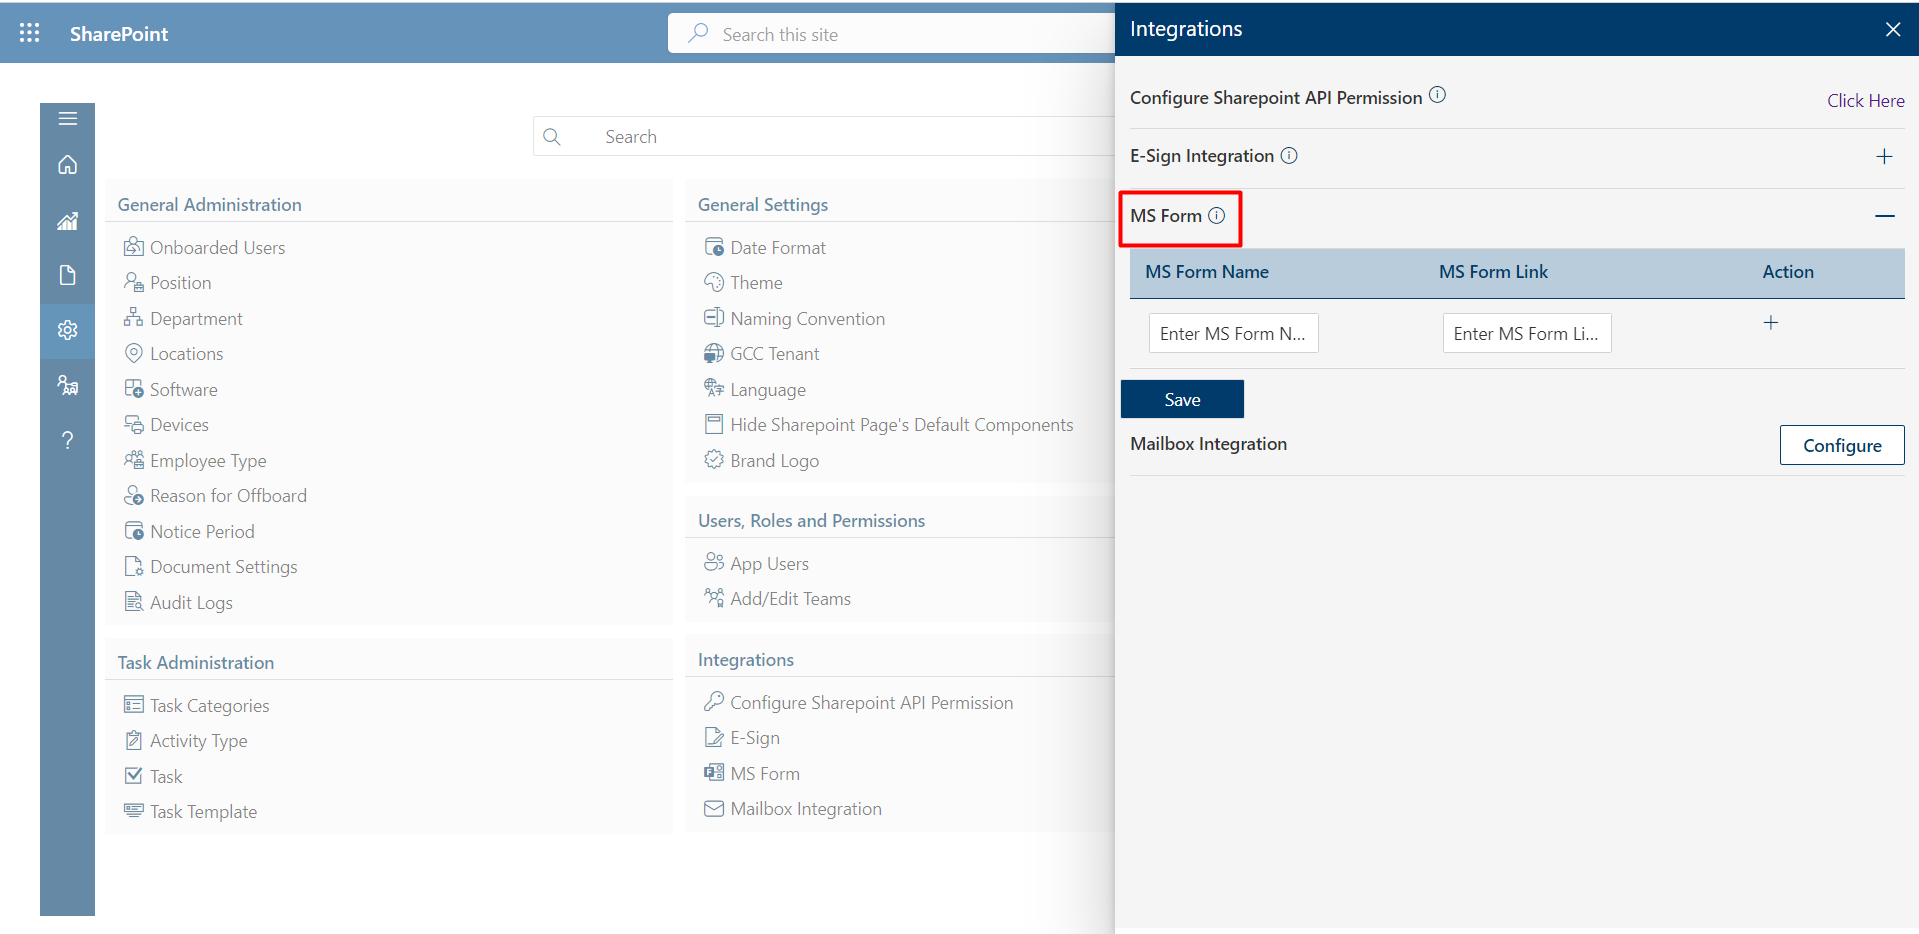 SharePoint
Search this site
Search
General Administration
Onboarded Users
Position
Department
Locations
Software
Devices
Employee Type
Reason for Offboard
Notice Period
Document Settings
Audit Logs
Task Administration
Task Categories
Activity Type
Task
Task Template
General Settings
Date Format
Theme
Naming Convention
GCC Tenant
Language
Hide Sharepoint Page's Default Components
Brand Logo
Users, Roles and Permissions
App Users
Add/Edit Teams
Integrations
Configure Sharepoint API Permission
E-Sign
MS Form
Mailbox Integration
Integrations
Configure Sharepoint API Permission
Click Here
E-Sign Integration
MS Form
MS Form Name MS Form Link Action
Enter MS Form N... Enter MS Form Li...
Save
Mailbox Integration
Configure